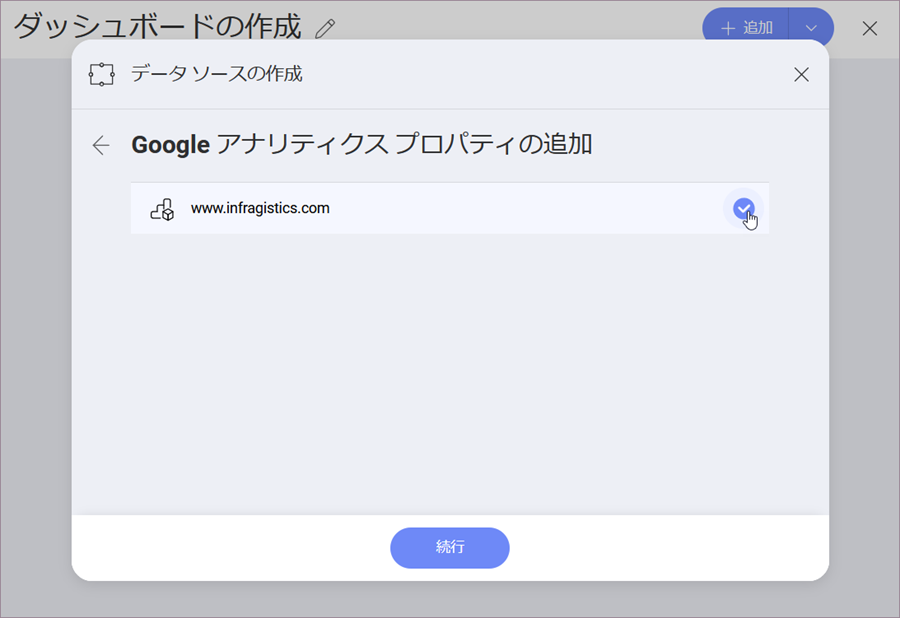 ダッシュボードの作成
追加
データ ソースの作成
Google アナリティクス プロパティの追加
www.infragistics.com
続行